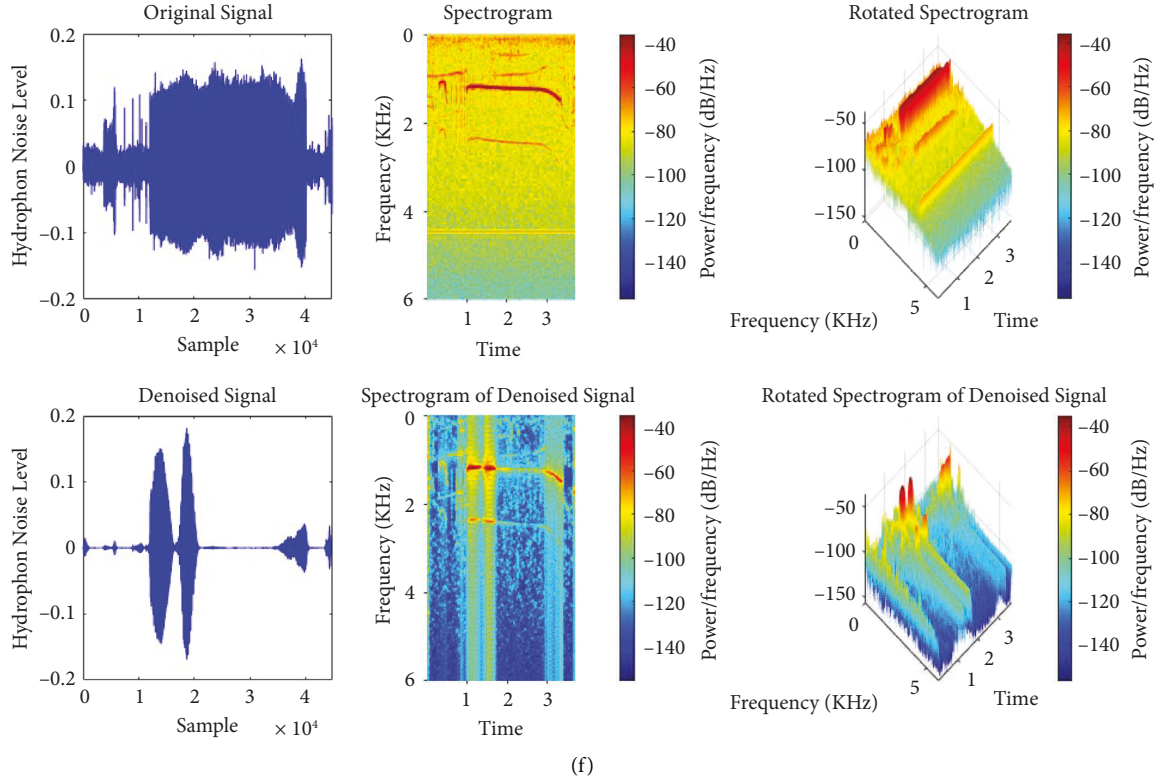 Original Signal
Hydrophon Noise Level
0.2
0.1
0
−0.1
−0.2
0 1 2 3 4
Sample × 10⁴
Spectrogram
Frequency (KHz)
0
2
4
6
1 2 3
Time
−40
−60
−80
−100
−120
−140
Power/frequency (dB/Hz)
Rotated Spectrogram
−50
−100
−150
0
5
Frequency (KHz)
1
2
3
Time
−40
−60
−80
−100
−120
−140
Power/frequency (dB/Hz)
Denoised Signal
Hydrophon Noise Level
0.2
0.1
0
−0.1
−0.2
0 1 2 3 4
Sample × 10⁴
Spectrogram of Denoised Signal
Frequency (KHz)
0
2
4
6
1 2 3
Time
−40
−60
−80
−100
−120
−140
Power/frequency (dB/Hz)
Rotated Spectrogram of Denoised Signal
−50
−100
−150
0
5
Frequency (KHz)
1
2
3
Time
−40
−60
−80
−100
−120
−140
Power/frequency (dB/Hz)
(f)